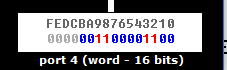 FEDCBA9876543210
0000001100001100
port 4 (word - 16 bits)